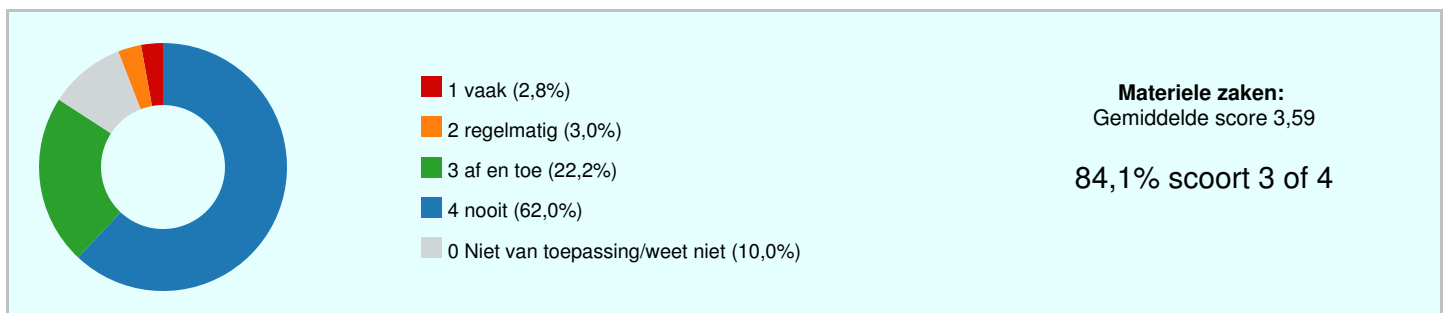 1 vaak (2,8%)
2 regelmatig (3,0%)
3 af en toe (22,2%)
4 nooit (62,0%)
0 Niet van toepassing/weet niet (10,0%)
Materiele zaken:
Gemiddelde score 3,59
84,1% scoort 3 of 4